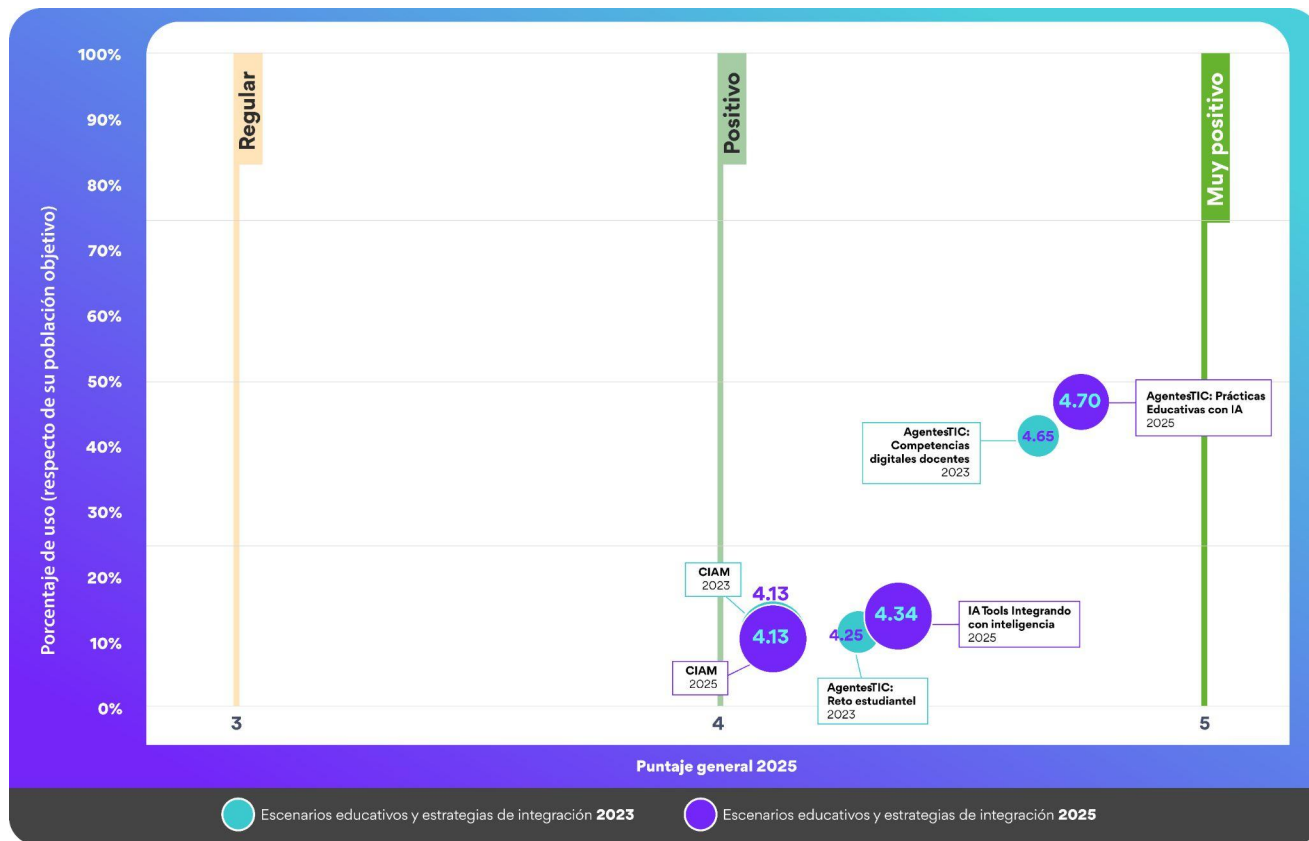 100%
90%
80%
70%
60%
50%
40%
30%
20%
10%
0%
Porcentaje de uso (respecto de su población objetivo)
Regular
Positivo
Muy positivo
4.70
AgentesTIC: Prácticas
Educativas con IA
2025
4.65
AgentesTIC:
Competencias
digitales docentes
2023
CIAM
2023
4.13
4.13
CIAM
2025
4.25
4.34
IA Tools Integrando
con inteligencia
2025
AgentesTIC:
Reto estudiantel
2023
3
4
5
Puntaje general 2025
Escenarios educativos y estrategias de integración 2023
Escenarios educativos y estrategias de integración 2025